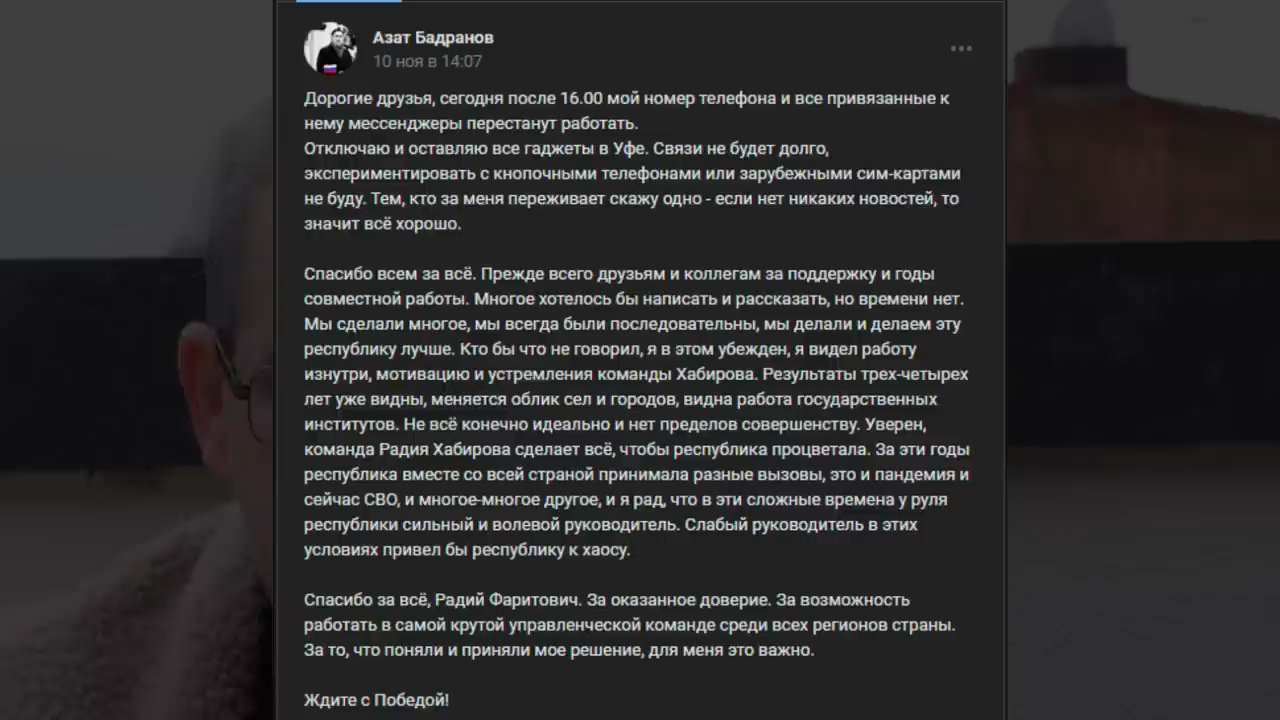 Азат Бадранов
10 ноя в 14:07
Дорогие друзья, сегодня после 16.00 мой номер телефона и все привязанные к
нему мессенджеры перестанут работать.
Отключаю и оставляю все гаджеты в Уфе. Связи не будет долго,
экспериментировать с кнопочными телефонами или зарубежными сим-картами
не буду. Тем, кто за меня переживает скажу одно - если нет никаких новостей, то
значит всё хорошо.
Спасибо всем за всё. Прежде всего друзьям и коллегам за поддержку и годы
совместной работы. Многое хотелось бы написать и рассказать, но времени нет.
Мы сделали многое, мы всегда были последовательны, мы делали и делаем эту
республику лучше. Кто бы что не говорил, я в этом убежден, я видел работу
изнутри, мотивацию и устремления команды Хабирова. Результаты трех-четырех
лет уже видны, меняется облик сел и городов, видна работа государственных
институтов. Не всё конечно идеально и нет пределов совершенству. Уверен,
команда Радия Хабирова сделает всё, чтобы республика процветала. За эти годы
республика вместе со всей страной принимала разные вызовы, это и пандемия и
сейчас СВО, и многое-многое другое, и я рад, что в эти сложные времена у руля
республики сильный и волевой руководитель. Слабый руководитель в этих
условиях привел бы республику к хаосу.
Спасибо за всё, Радий Фаритович. За оказанное доверие. За возможность
работать в самой крутой управленческой команде среди всех регионов страны.
За то, что поняли и приняли мое решение, для меня это важно.
Ждите с Победой!